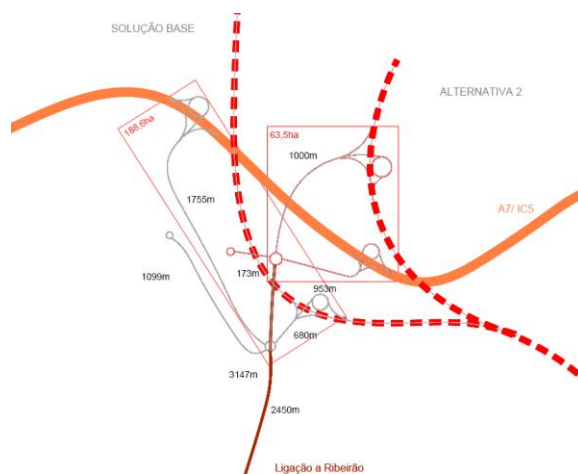 SOLUÇÃO BASE
ALTERNATIVA 2
188,6ha
63,5ha
1000m
1755m
A7/ IC5
1099m
173m
953m
680m
3147m
2450m
Ligação a Ribeirão